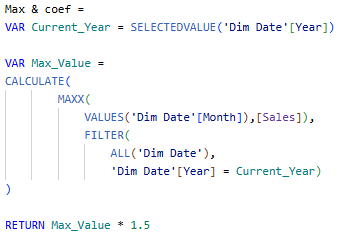 Max & coef =
VAR Current_Year = SELECTEDVALUE('Dim Date'[Year])
VAR Max_Value =
CALCULATE(
MAXX(
VALUES('Dim Date'[Month]),[Sales]),
FILTER(
ALL('Dim Date'),
'Dim Date'[Year] = Current_Year)
)
RETURN Max_Value * 1.5